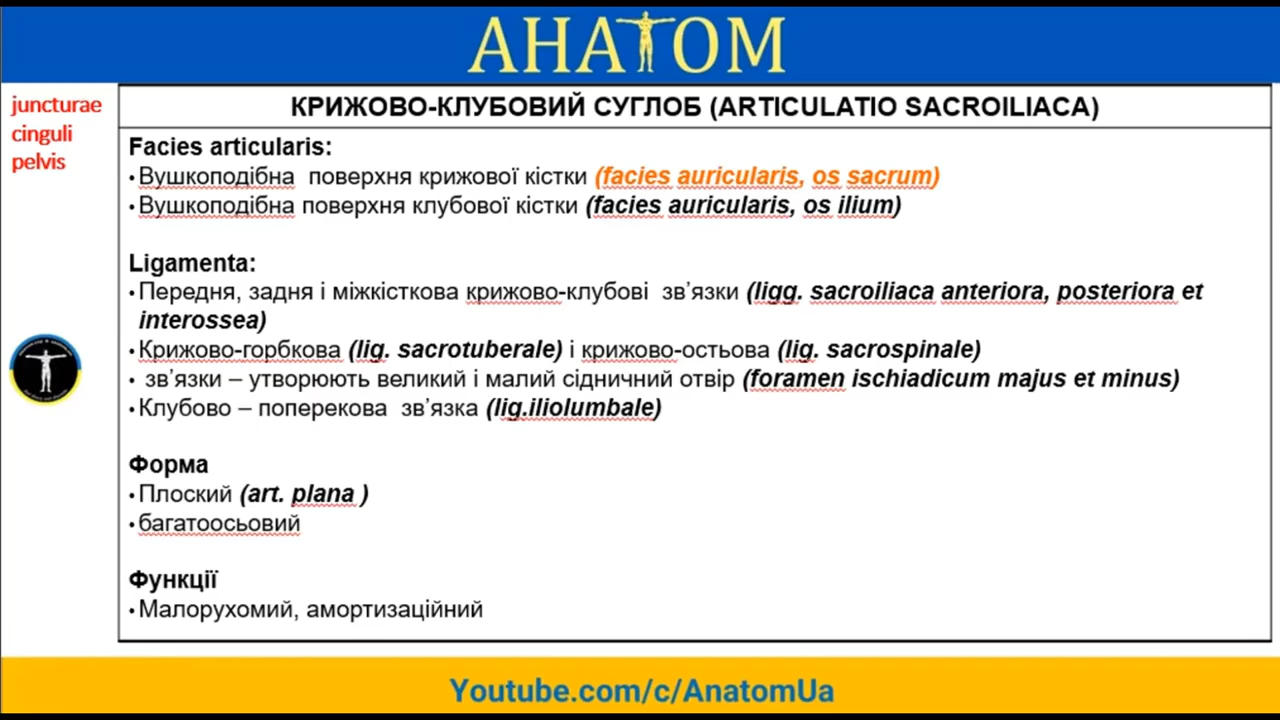 АНАТОМ
juncturae
cinguli
pelvis
КРИЖОВО-КЛУБОВИЙ СУГЛОБ (ARTICULATIO SACROILIACA)
Facies articularis:
• Вушкоподібна поверхня крижової кістки (facies auricularis, os sacrum)
• Вушкоподібна поверхня клубової кістки (facies auricularis, os ilium)
Ligamenta:
• Передня, задня і міжкісткова крижово-клубові зв’язки (ligg. sacroiliaca anteriora, posteriora et
interossea)
• Крижово-горбкова (lig. sacrotuberale) і крижово-остьова (lig. sacrospinale)
• зв’язки – утворюють великий і малий сідничний отвір (foramen ischiadicum majus et minus)
• Клубово – поперекова зв’язка (lig.iliolumbale)
Форма
• Плоский (art. plana )
• багатоосьовий
Функції
• Малорухомий, амортизаційний
Youtube.com/c/AnatomUa